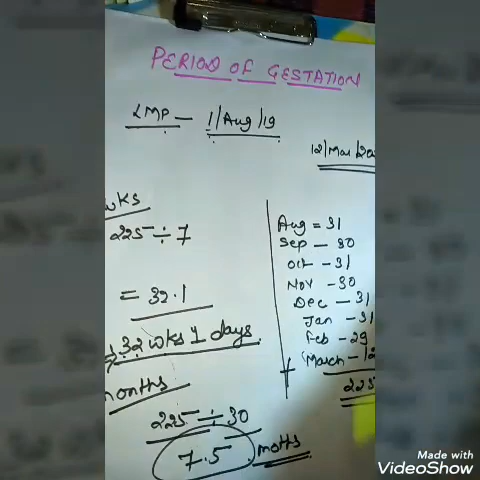 PERIOD OF GESTATION
LMP - 1/Aug/19
12/Mar/20
wks
225 ÷ 7
= 32.1
32 wks 1 days
months
225 ÷ 30
7.5 moths
Aug = 31
Sep - 30
Oct - 31
Nov - 30
Dec - 31
Jan - 31
Feb - 29
March - 12
225
Made with
VideoShow